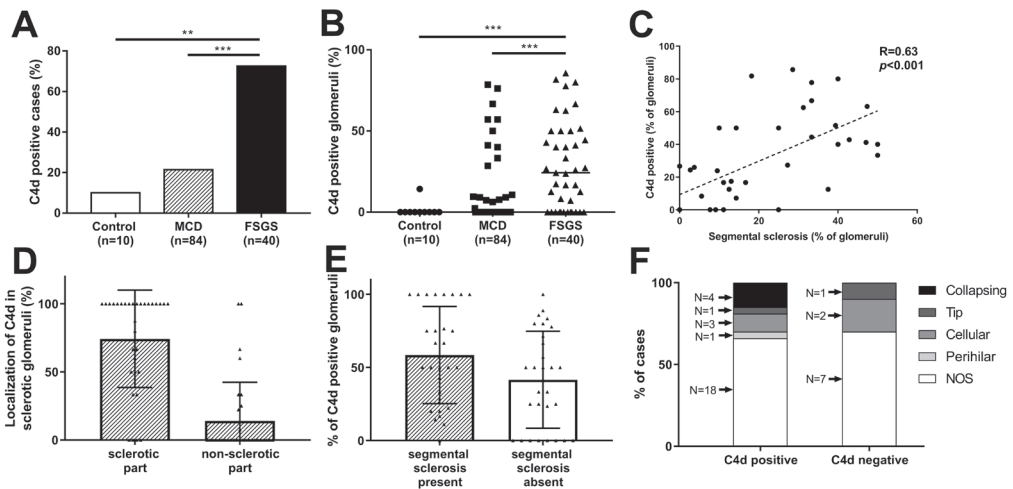 A
C4d positive cases (%)
80
60
40
20
0
**
***
Control
(n=10)
MCD
(n=84)
FSGS
(n=40)
B
C4d positive glomeruli (%)
100
50
0
***
***
Control
(n=10)
MCD
(n=84)
FSGS
(n=40)
C
C4d positive (% of glomeruli)
100
80
60
40
20
0
R=0.63
p<0.001
0
20
40
60
Segmental sclerosis (% of glomeruli)
D
Localization of C4d in
sclerotic glomeruli (%)
100
50
0
sclerotic
part
non-sclerotic
part
E
% of C4d positive glomeruli
100
50
0
segmental
sclerosis
present
segmental
sclerosis
absent
F
% of cases
100
50
0
N=4
N=1
N=3
N=1
N=18
N=1
N=2
N=7
C4d positive
C4d negative
Collapsing
Tip
Cellular
Perihilar
NOS